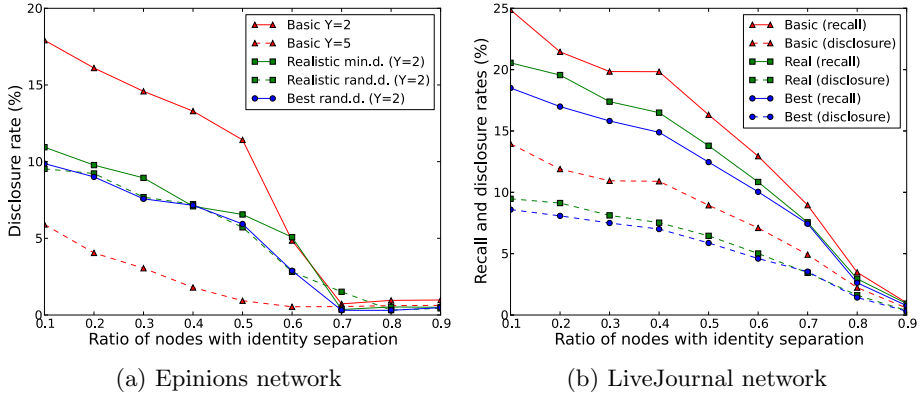 20
15
10
5
0
Disclosure rate (%)
0.1 0.2 0.3 0.4 0.5 0.6 0.7 0.8 0.9
Ratio of nodes with identity separation
Basic Y=2
Basic Y=5
Realistic min.d. (Y=2)
Realistic rand.d. (Y=2)
Best rand.d. (Y=2)
(a) Epinions network
25
20
15
10
5
0
Recall and disclosure rates (%)
0.1 0.2 0.3 0.4 0.5 0.6 0.7 0.8 0.9
Ratio of nodes with identity separation
Basic (recall)
Basic (disclosure)
Real (recall)
Real (disclosure)
Best (recall)
Best (disclosure)
(b) LiveJournal network